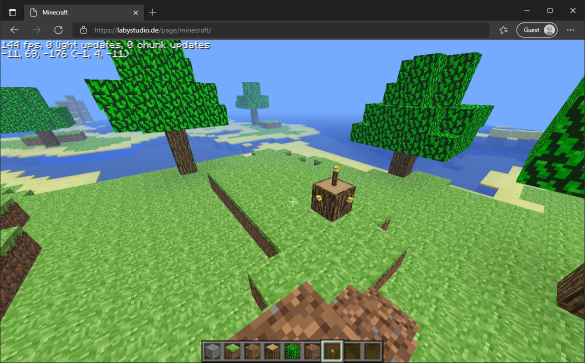 Minecraft
Guest
https://labystudio.de/page/minecraft/
144 fps, 0 light updates, 0 chunk updates
-11, 66, -176 (-1, 4, -11)